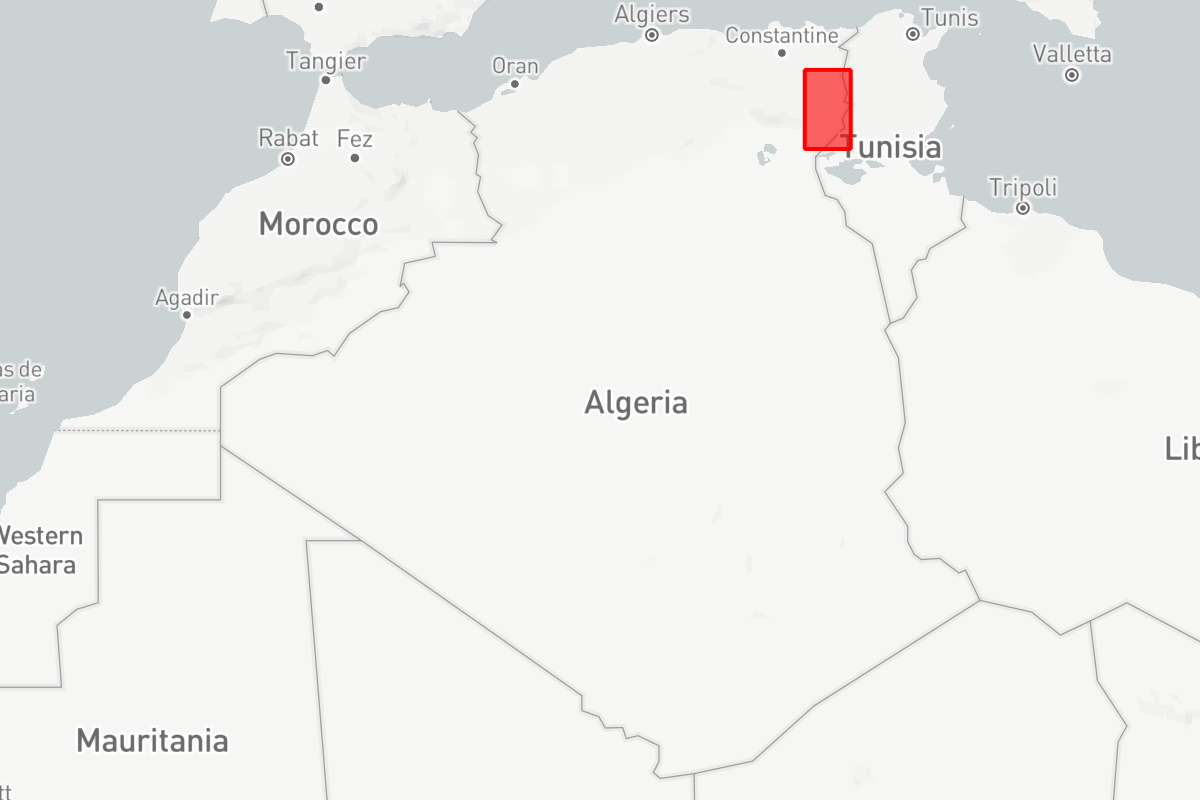 Algiers
Tunis
Constantine
Valletta
Tangier
Oran
Rabat
Fez
Tunisia
Tripoli
Morocco
Agadir
as de
aria
Algeria
Lib
Western
Sahara
Mauritania
tt